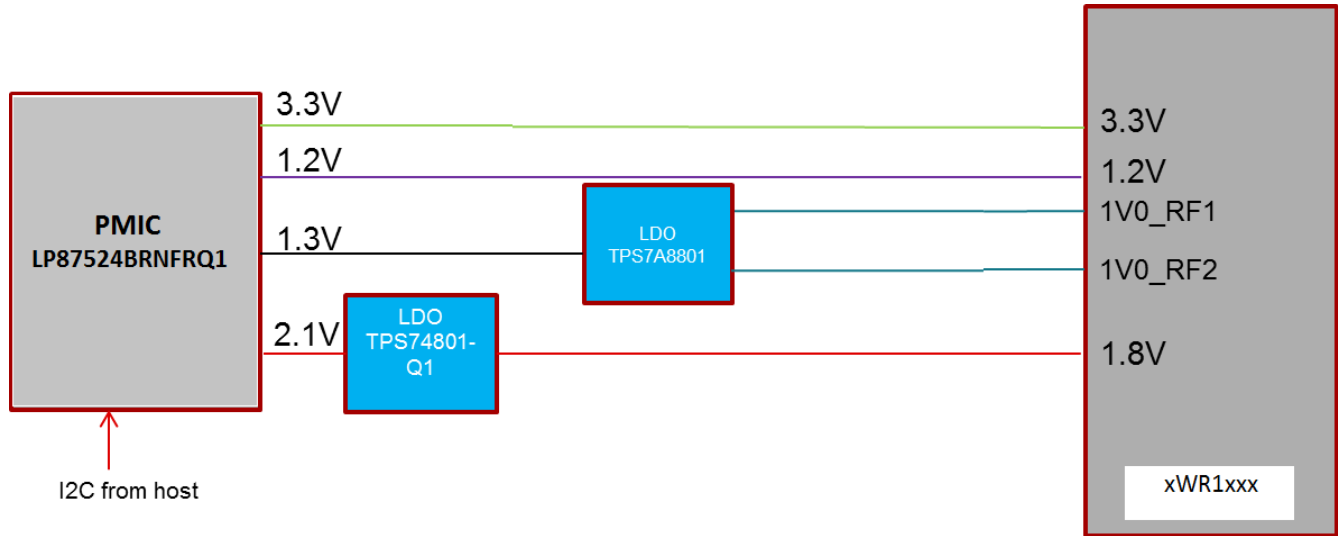 3.3V
1.2V
1.3V
2.1V
PMIC
LP87524BRNFRQ1
LDO
TPS7A8801
LDO
TPS74801-
Q1
3.3V
1.2V
1V0_RF1
1V0_RF2
1.8V
xWR1xxx
I2C from host